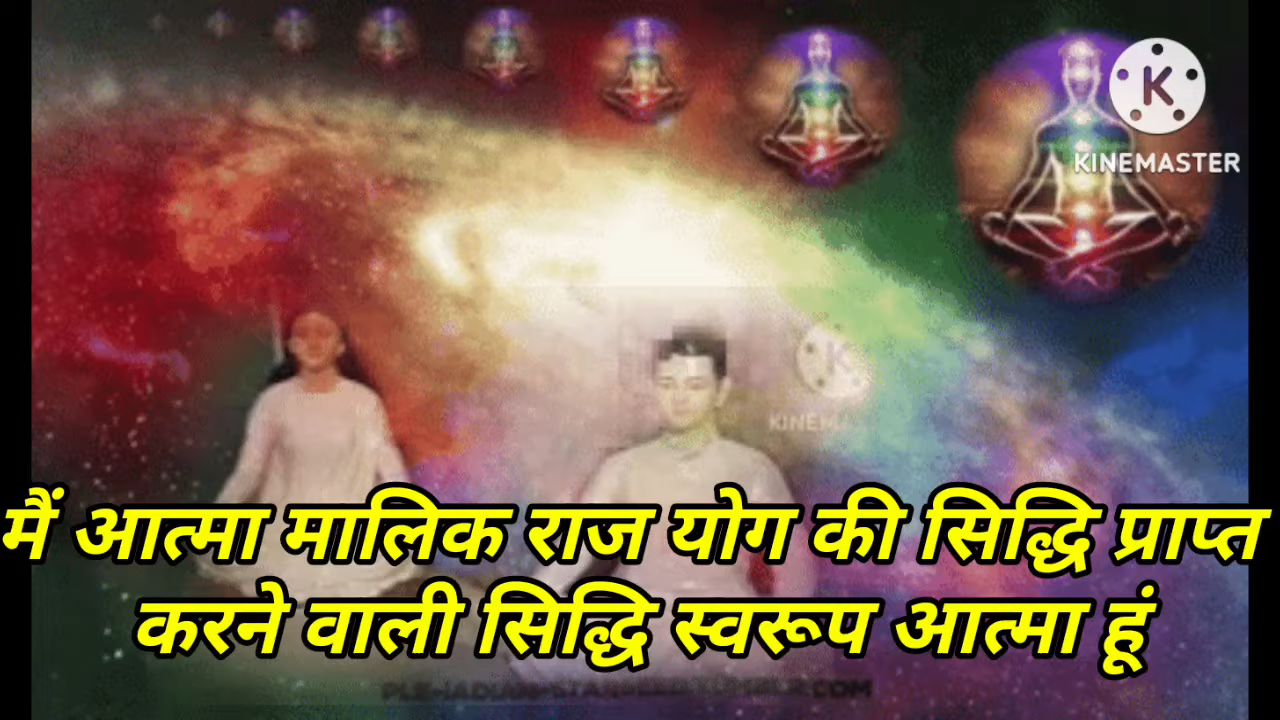 KINEMASTER
मैं आत्मा मालिक राज योग की सिद्धि प्राप्त
करने वाली सिद्धि स्वरूप आत्मा हूं